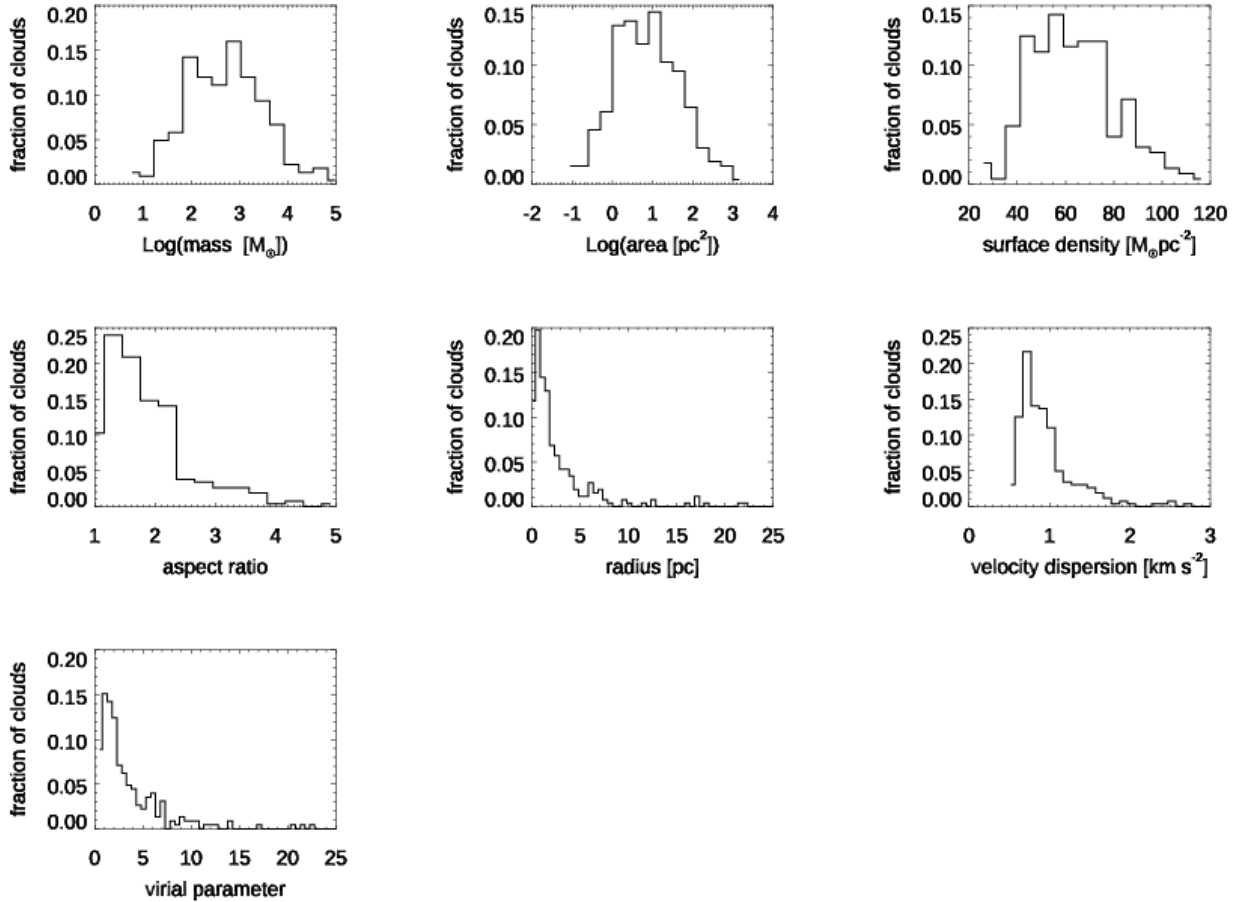 fraction of clouds
0.20
0.15
0.10
0.05
0.00
0 1 2 3 4 5
Log(mass [M⊙])
fraction of clouds
0.15
0.10
0.05
0.00
-2 -1 0 1 2 3 4
Log(area [pc²])
fraction of clouds
0.15
0.10
0.05
0.00
20 40 60 80 100 120
surface density [M⊙pc⁻²]
fraction of clouds
0.25
0.20
0.15
0.10
0.05
0.00
1 2 3 4 5
aspect ratio
fraction of clouds
0.20
0.15
0.10
0.05
0.00
0 5 10 15 20 25
radius [pc]
fraction of clouds
0.25
0.20
0.15
0.10
0.05
0.00
0 1 2 3
velocity dispersion [km s⁻²]
fraction of clouds
0.20
0.15
0.10
0.05
0.00
0 5 10 15 20 25
virial parameter